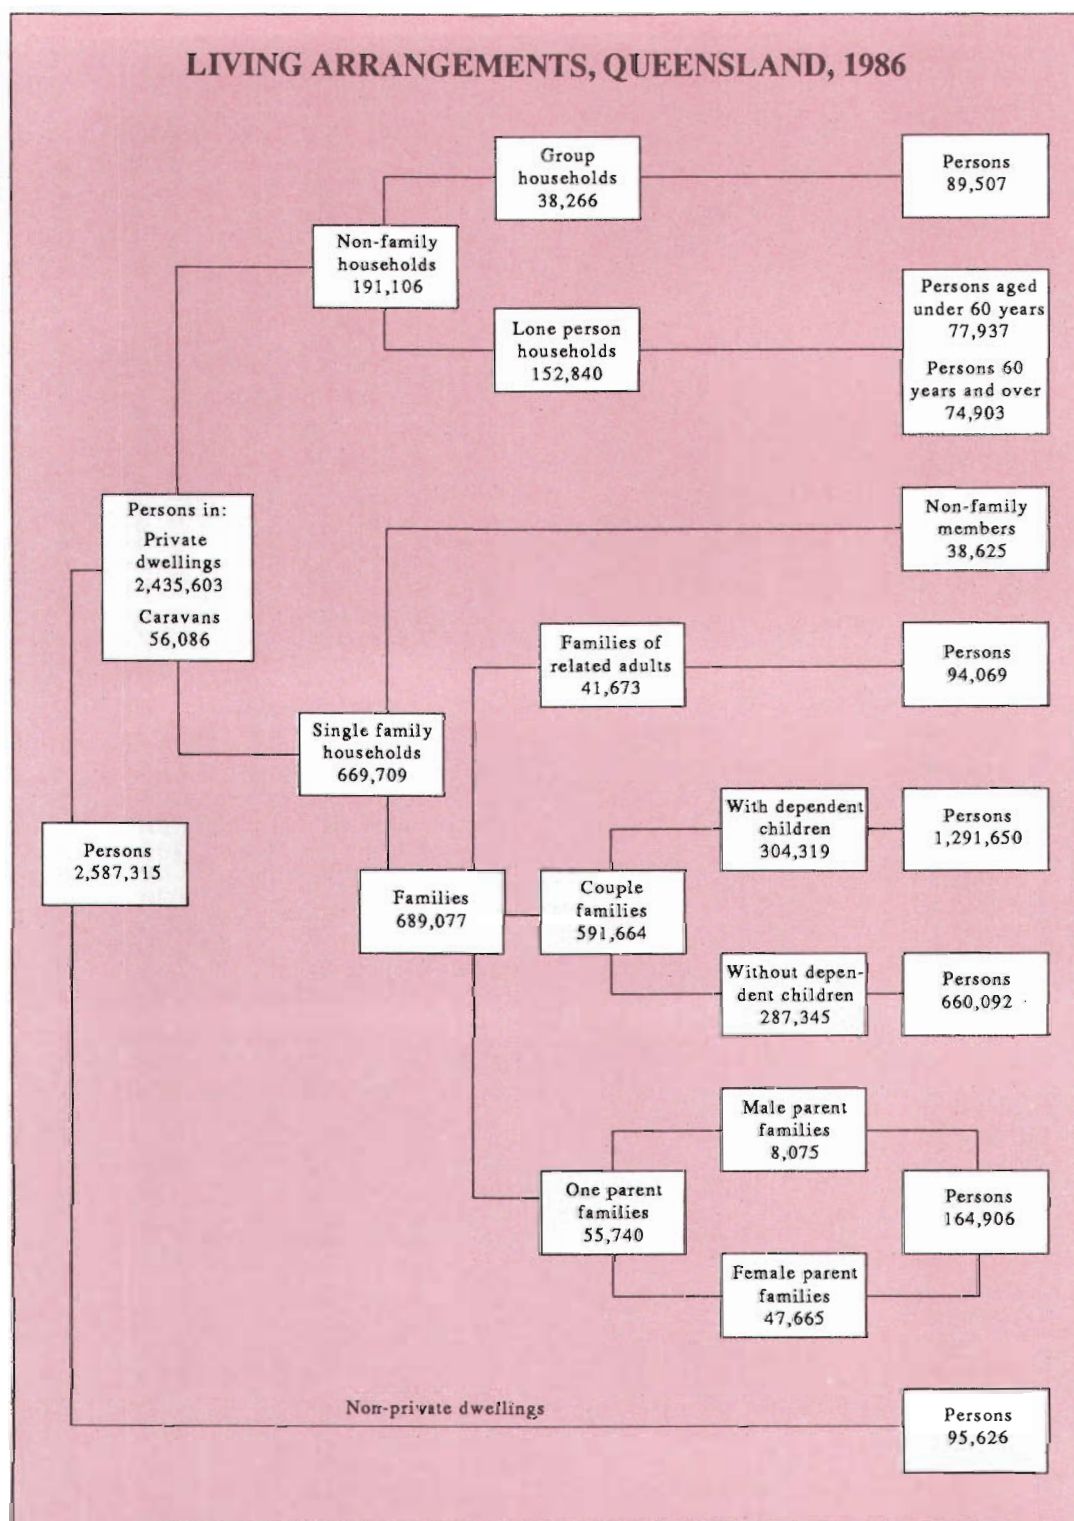 LIVING ARRANGEMENTS, QUEENSLAND, 1986
Group
households
38,266
Persons
89,507
Non-family
households
191,106
Lone person
households
152,840
Persons aged
under 60 years
77,937
Persons 60
years and over
74,903
Persons in:
Private
dwellings
2,435,603
Caravans
56,086
Non-family
members
38,625
Families of
related adults
41,673
Persons
94,069
Single family
households
669,709
With dependent
children
304,319
Persons
1,291,650
Persons
2,587,315
Families
689,077
Couple
families
591,664
Without depen-
dent children
287,345
Persons
660,092
Male parent
families
8,075
One parent
families
55,740
Persons
164,906
Female parent
families
47,665
Non-private dwellings
Persons
95,626